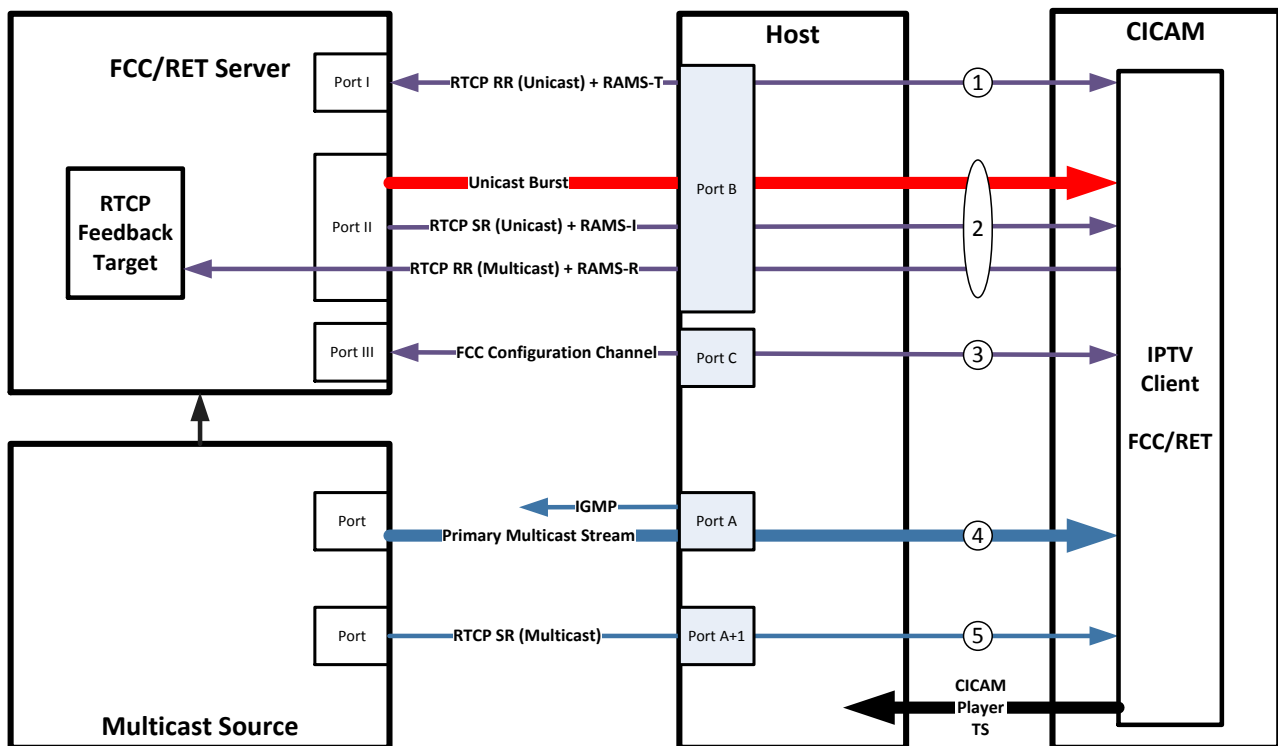 FCC/RET Server
Host
CICAM
Port I
RTCP RR (Unicast) + RAMS-T
1
Unicast Burst
Port B
RTCP
Feedback
Target
Port II
RTCP SR (Unicast) + RAMS-I
2
RTCP RR (Multicast) + RAMS-R
Port III
FCC Configuration Channel
Port C
3
IPTV
Client
FCC/RET
IGMP
Port
Port A
Primary Multicast Stream
4
Port
RTCP SR (Multicast)
Port A+1
5
CICAM
Player
TS
Multicast Source